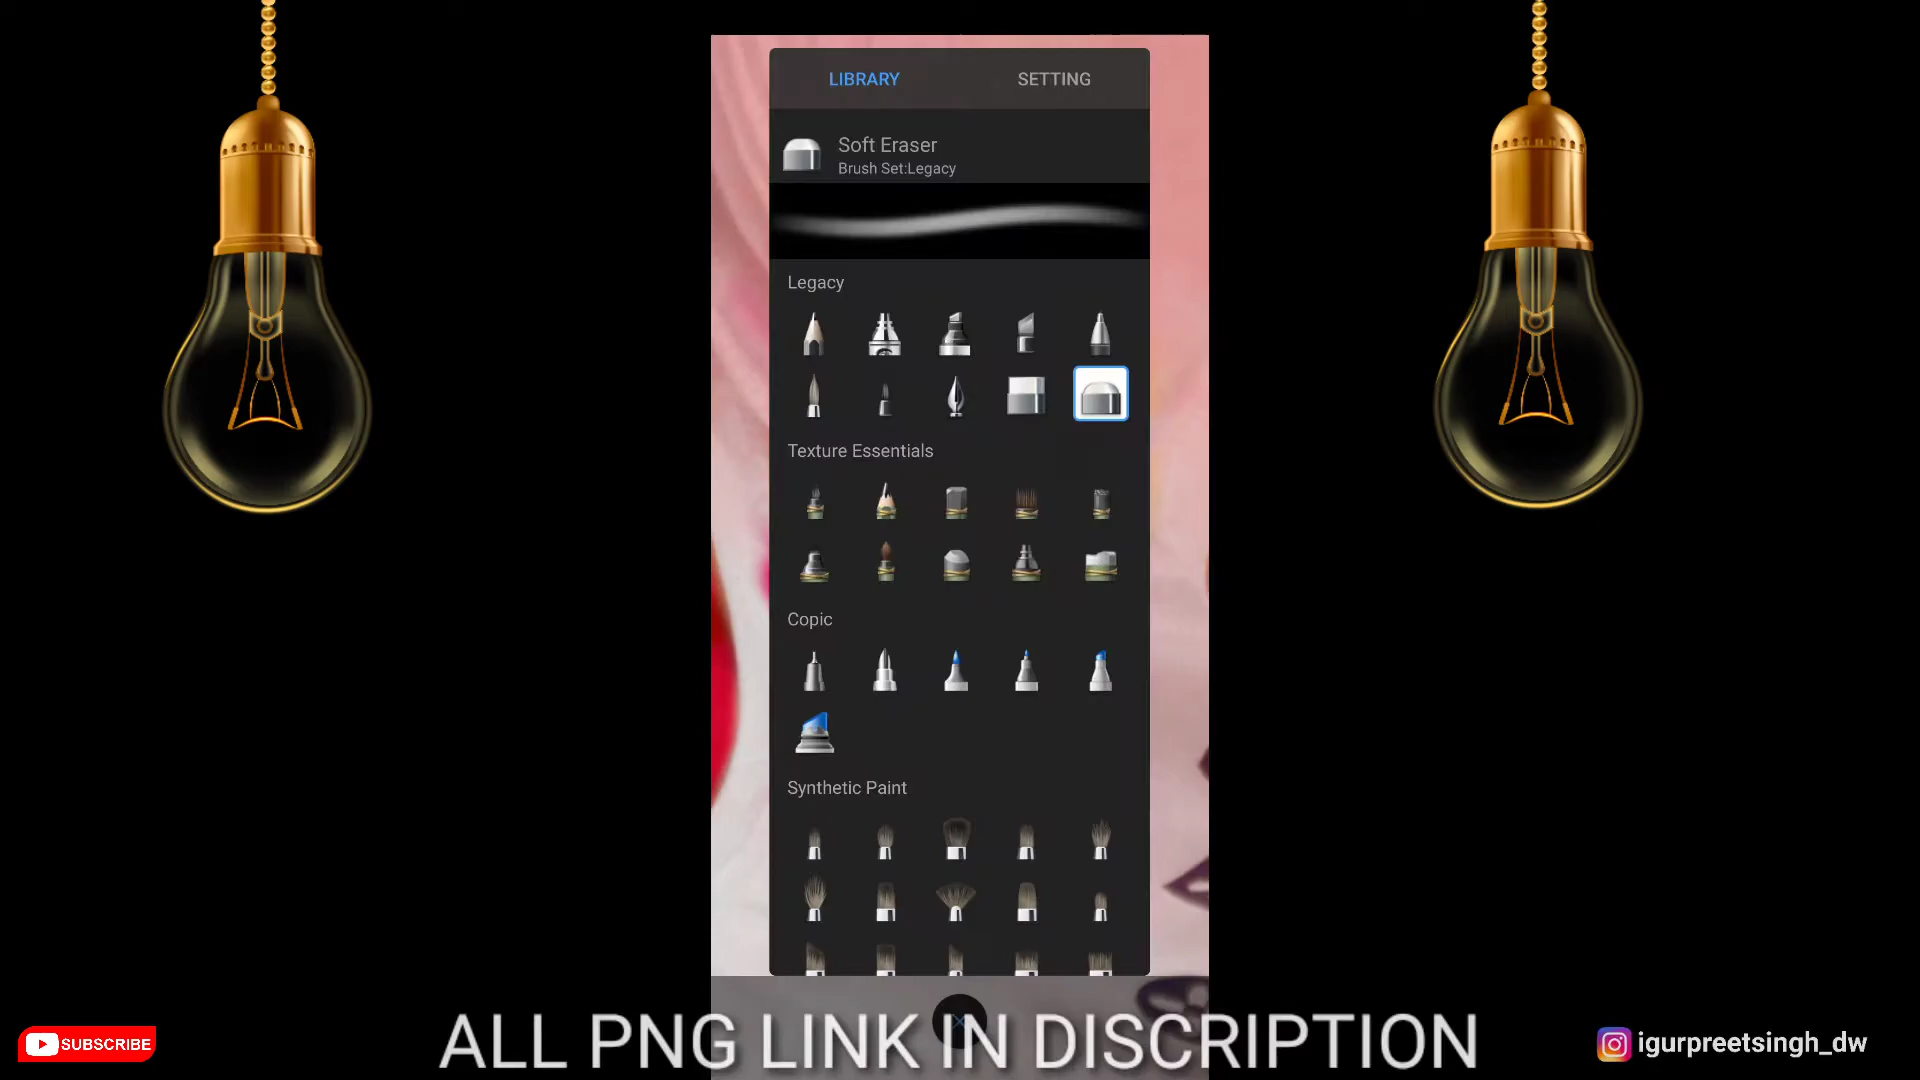 LIBRARY
SETTING
Soft Eraser
Brush Set:Legacy
Legacy
Texture Essentials
Copic
Synthetic Paint
ALL PNG LINK IN DISCRIPTION
SUBSCRIBE
igurpreetsingh_dw